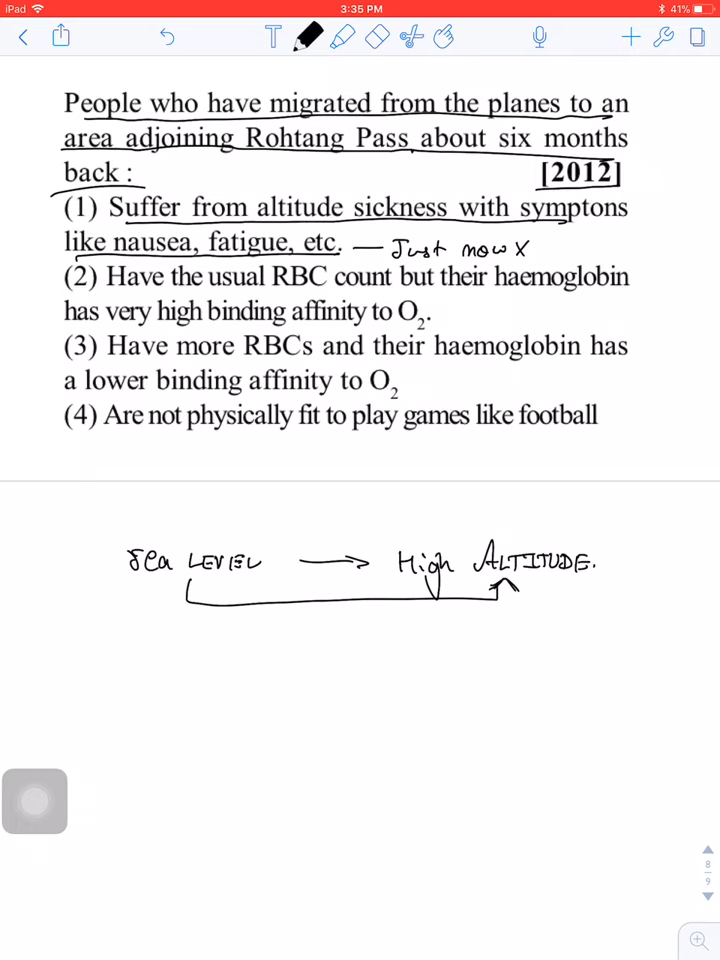 iPad 3:35 PM 41%
T
People who have migrated from the planes to an
area adjoining Rohtang Pass about six months
back : [2012]
(1) Suffer from altitude sickness with symptons
like nausea, fatigue, etc. — Just now X
(2) Have the usual RBC count but their haemoglobin
has very high binding affinity to O₂.
(3) Have more RBCs and their haemoglobin has
a lower binding affinity to O₂
(4) Are not physically fit to play games like football
Sea LEVEL → High ALTITUDE.
8
9